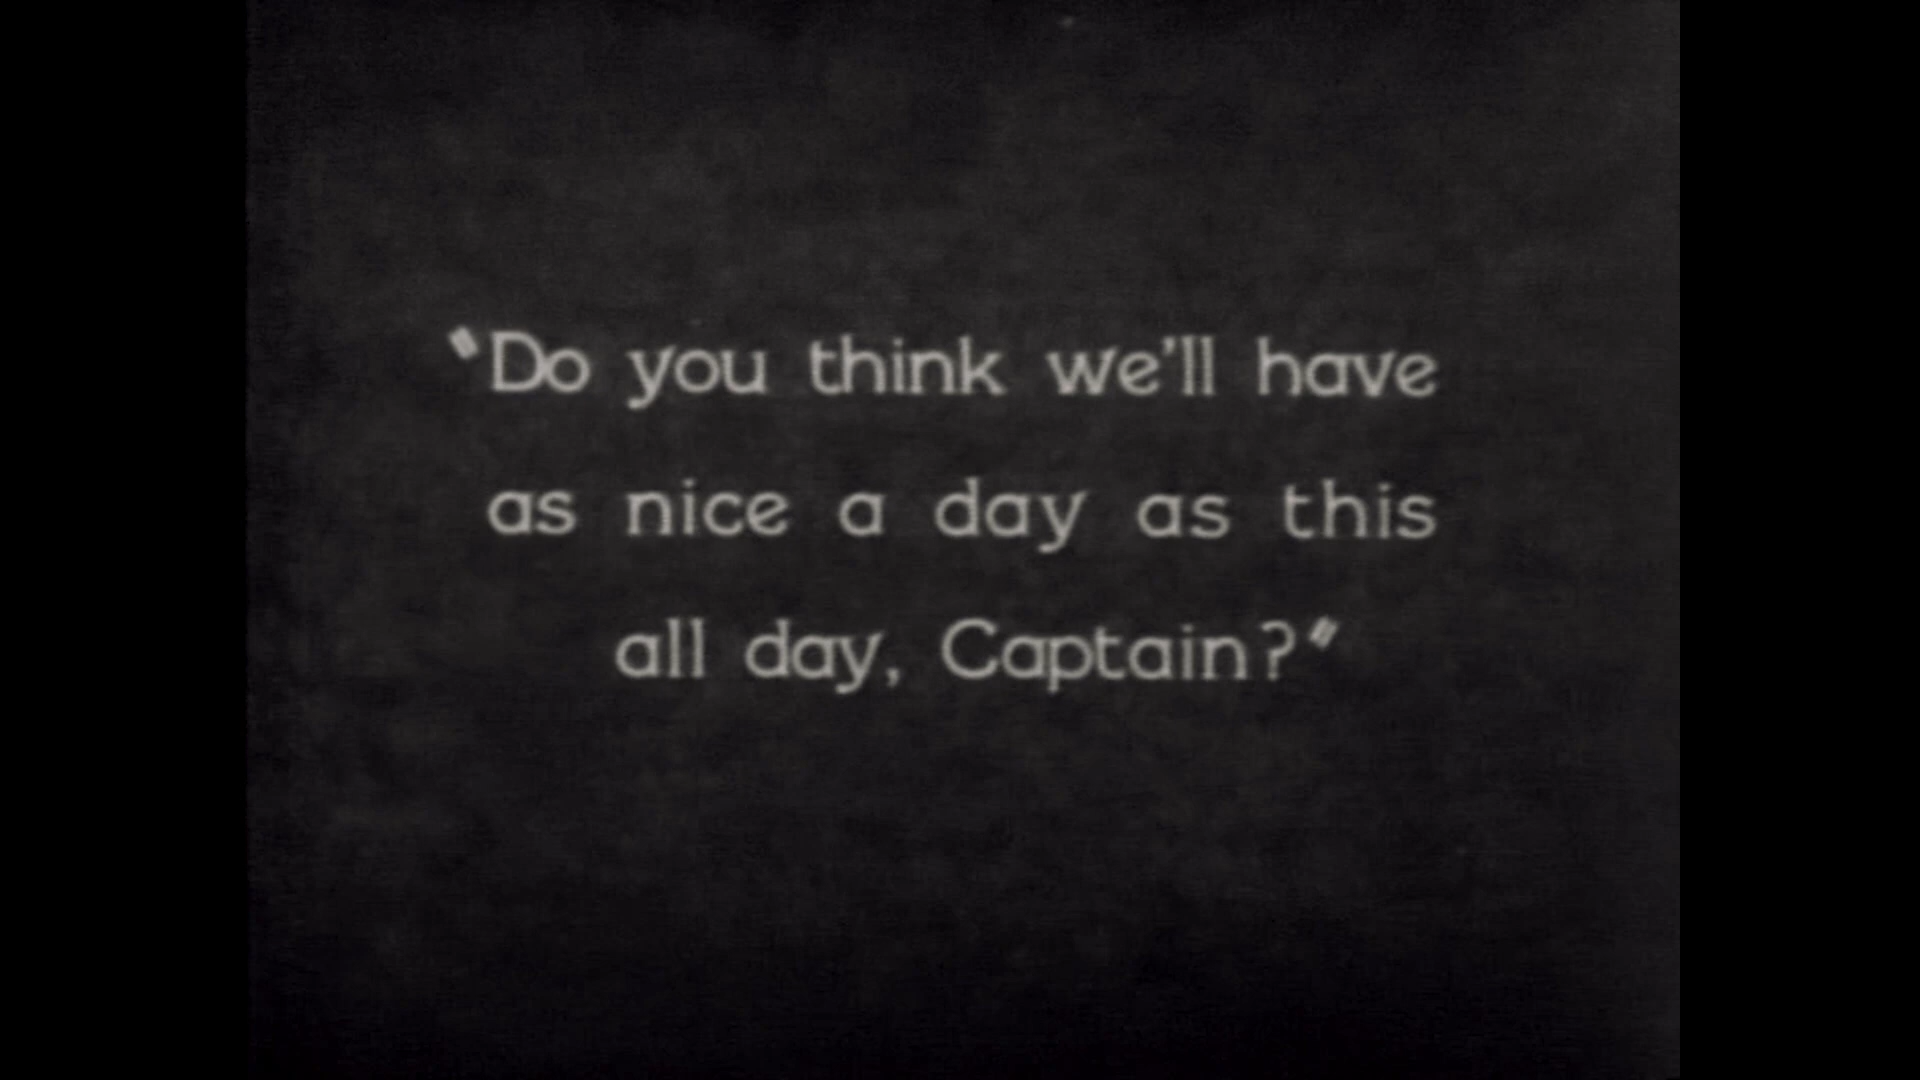 "Do you think we'll have
as nice a day as this
all day, Captain?"